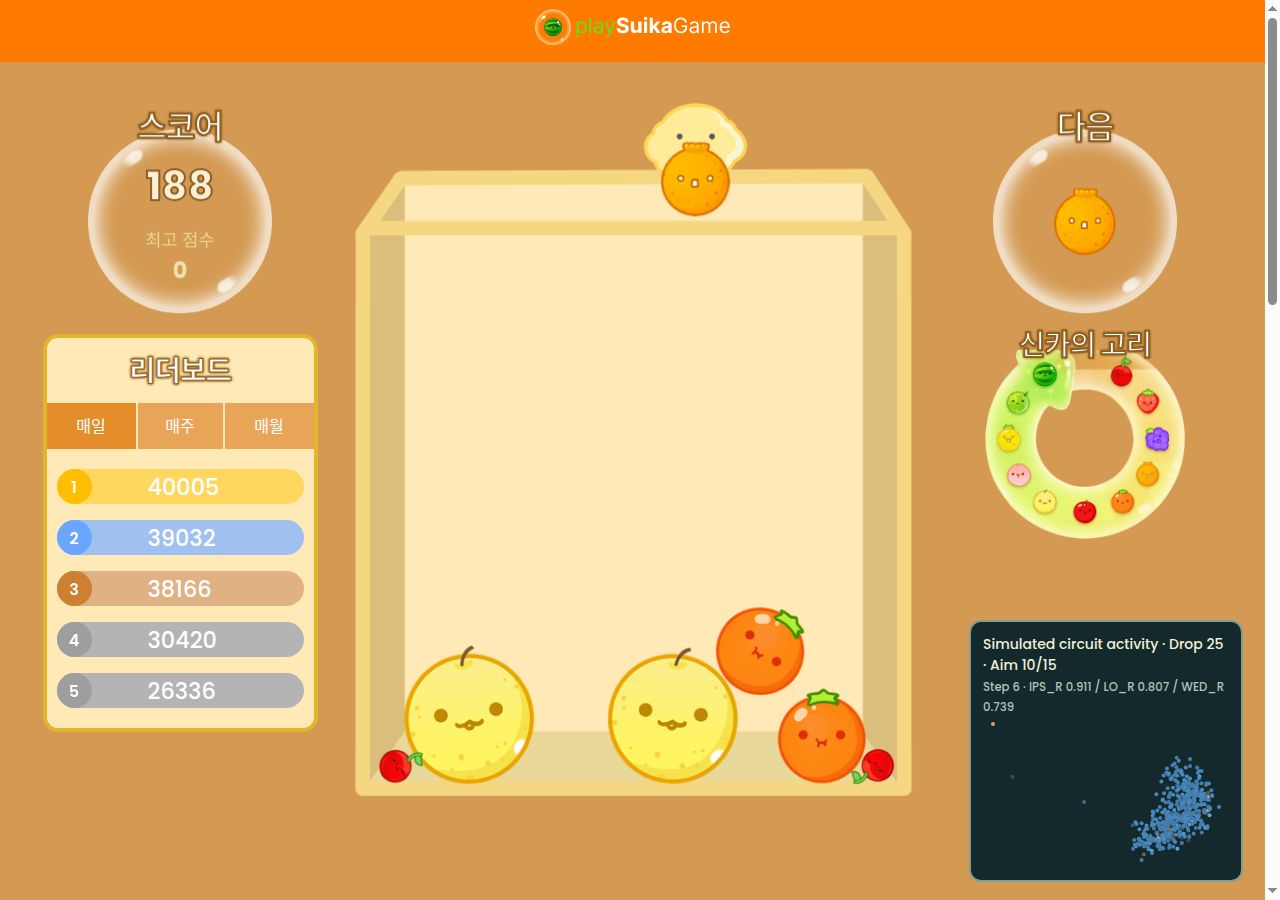 playSuikaGame
스코어
188
최고 점수
0
다음
신카의 고리
리더보드
매일
매주
매월
1 40005
2 39032
3 38166
4 30420
5 26336
Simulated circuit activity · Drop 25
· Aim 10/15
Step 6 · IPS_R 0.911 / LO_R 0.807 / WED_R
0.739